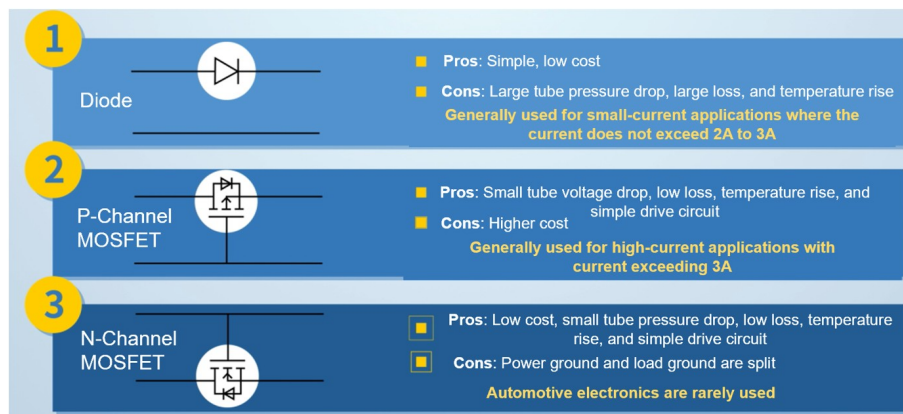 1
Diode
Pros: Simple, low cost
Cons: Large tube pressure drop, large loss, and temperature rise
Generally used for small-current applications where the
current does not exceed 2A to 3A
2
P-Channel
MOSFET
Pros: Small tube voltage drop, low loss, temperature rise, and
simple drive circuit
Cons: Higher cost
Generally used for high-current applications with
current exceeding 3A
3
N-Channel
MOSFET
Pros: Low cost, small tube pressure drop, low loss, temperature
rise, and simple drive circuit
Cons: Power ground and load ground are split
Automotive electronics are rarely used